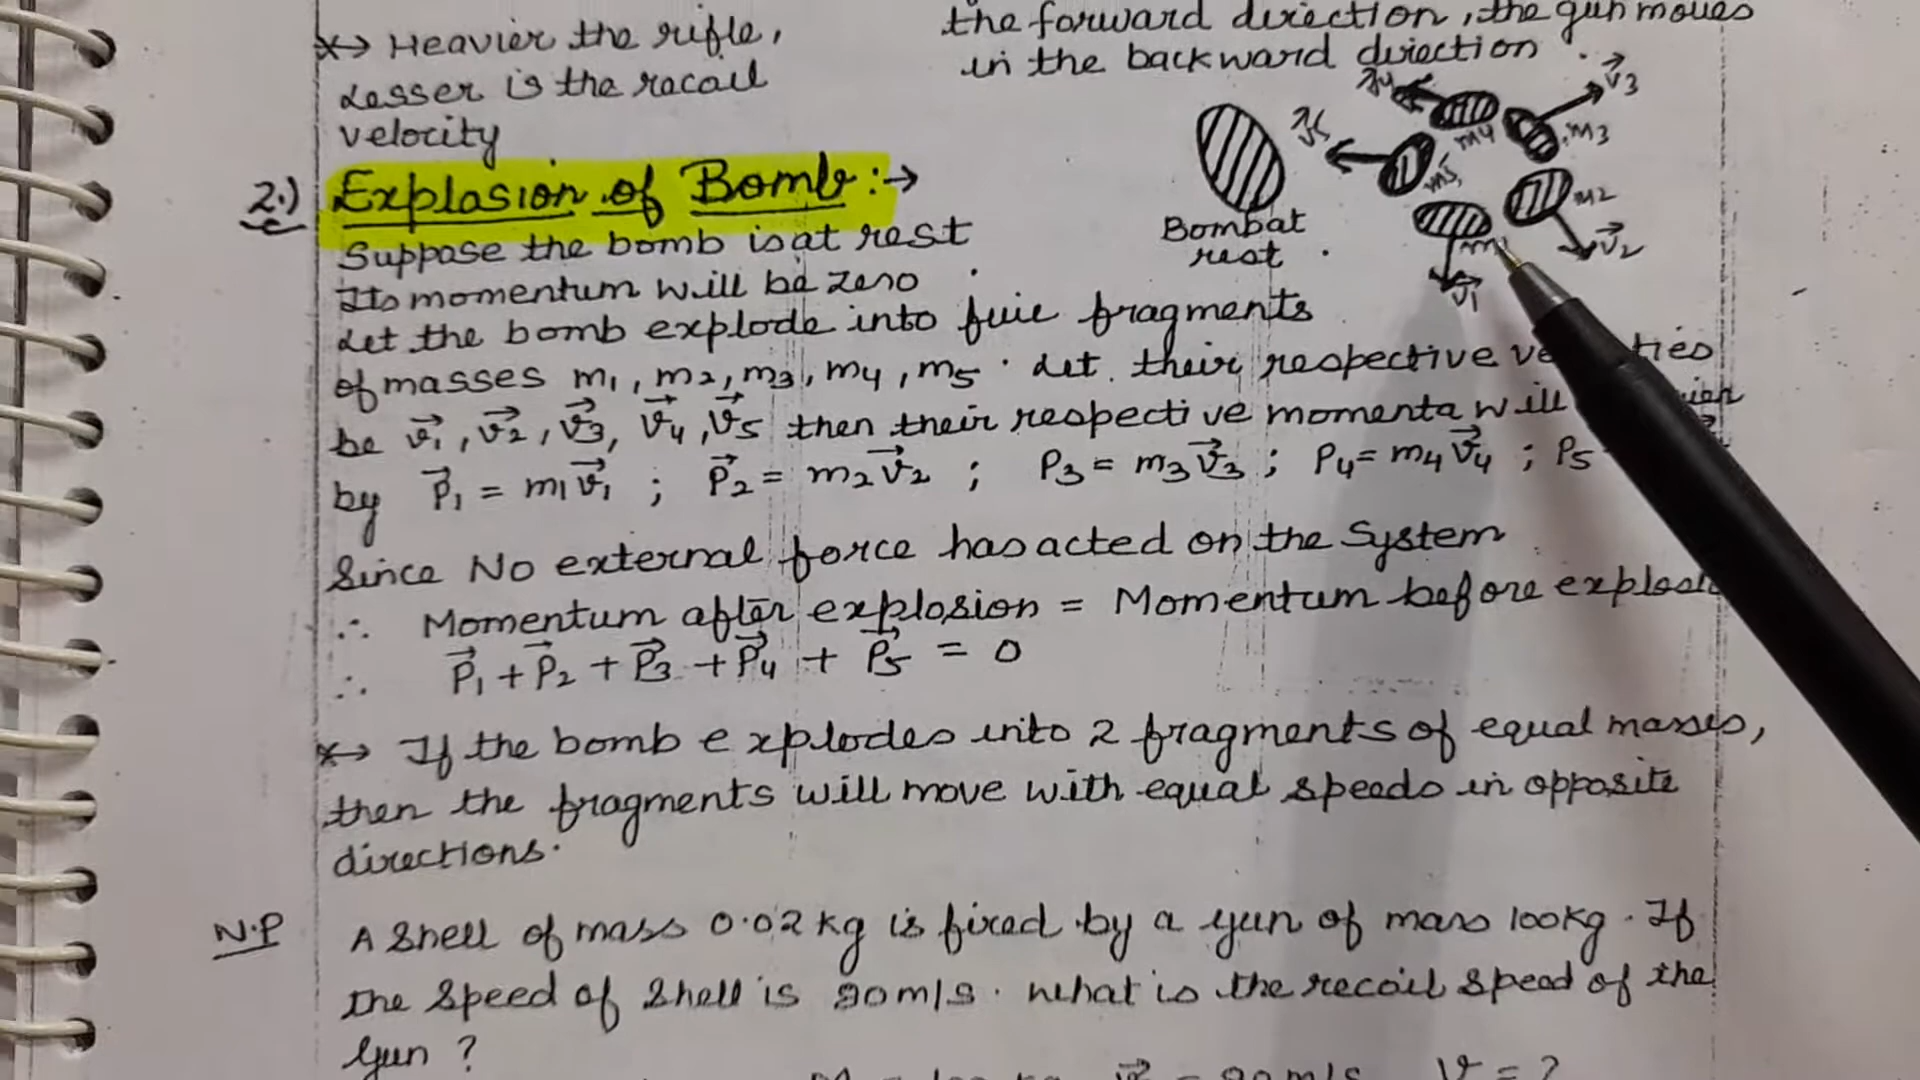 the forward direction, the gun moves
in the backward direction
*→ Heavier the rifle,
Lesser is the recoil
velocity
2.) Explosion of Bomb :→
Suppose the bomb is at rest
Its momentum will be zero
Let the bomb explode into five fragments
of masses m1, m2, m3, m4, m5. Let their respective
be v⃗1, v⃗2, v⃗3, v⃗4, v⃗5 then their respective momenta will
by P⃗1 = m1v⃗1 ; P⃗2 = m2v⃗2 ; P3 = m3v⃗3 ; P4 = m4v⃗4 ; P5
Since No external force has acted on the System
∴ Momentum after explosion = Momentum before
∴ P⃗1 + P⃗2 + P⃗3 + P⃗4 + P⃗5 = 0
*→ If the bomb explodes into 2 fragments of equal masses,
then the fragments will move with equal speeds in opposite
directions.
N.P A Shell of mass 0.02 kg is fired by a gun of mass 100kg. If
the Speed of Shell is 80m/s. what is the recoil speed of the
Gun ?
V = ?
Bomb at
rest
v⃗5
m5
v⃗4
m4
v⃗3
m3
m2
v⃗2
v⃗1